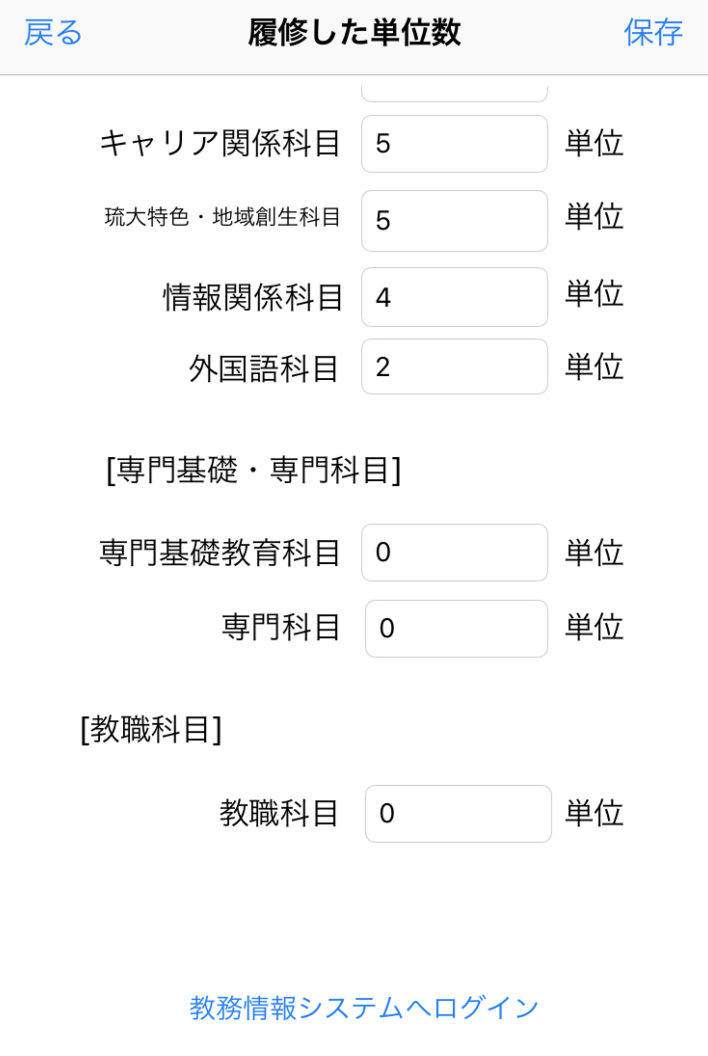 戻る 履修した単位数 保存
キャリア関係科目 5 単位
琉大特色・地域創生科目 5 単位
情報関係科目 4 単位
外国語科目 2 単位
[専門基礎・専門科目]
専門基礎教育科目 0 単位
専門科目 0 単位
[教職科目]
教職科目 0 単位
教務情報システムへログイン